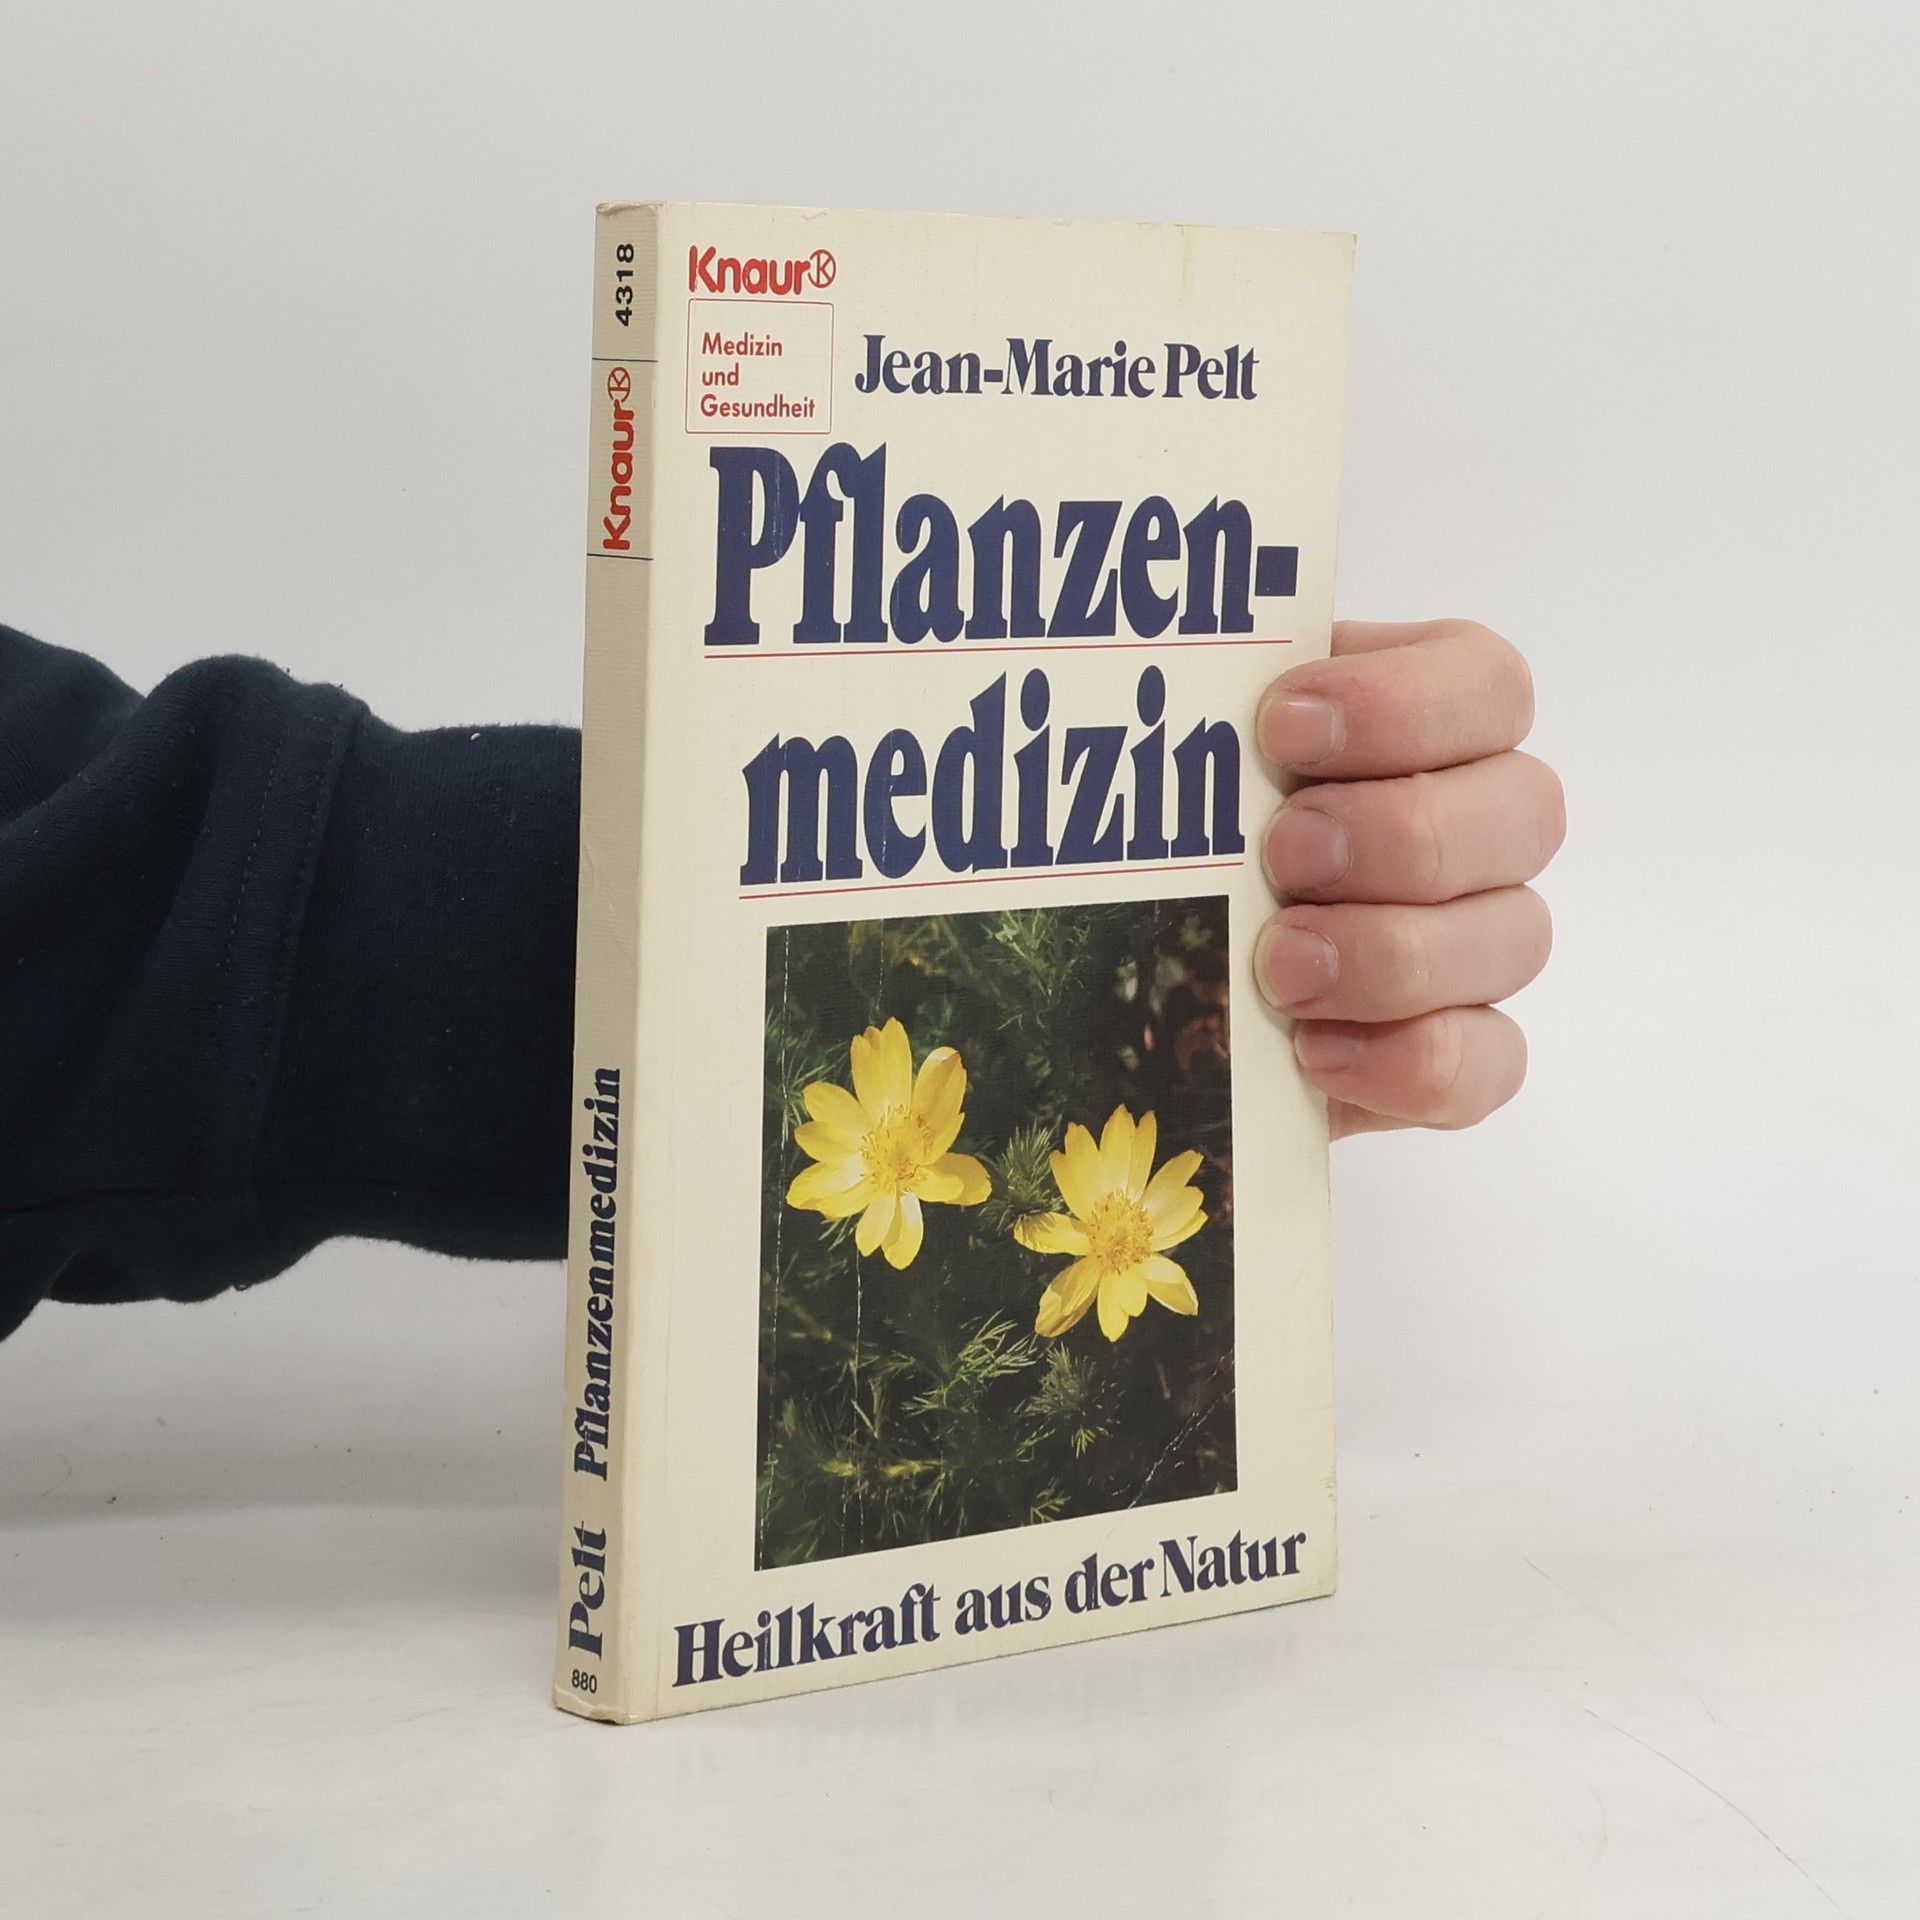 Knaur
Medizin
und
Gesundheit
Jean-Marie Pelt
Pflanzen-
medizin
Heilkraft aus der Natur
4318
Knaur
Pelt Pflanzenmedizin
880